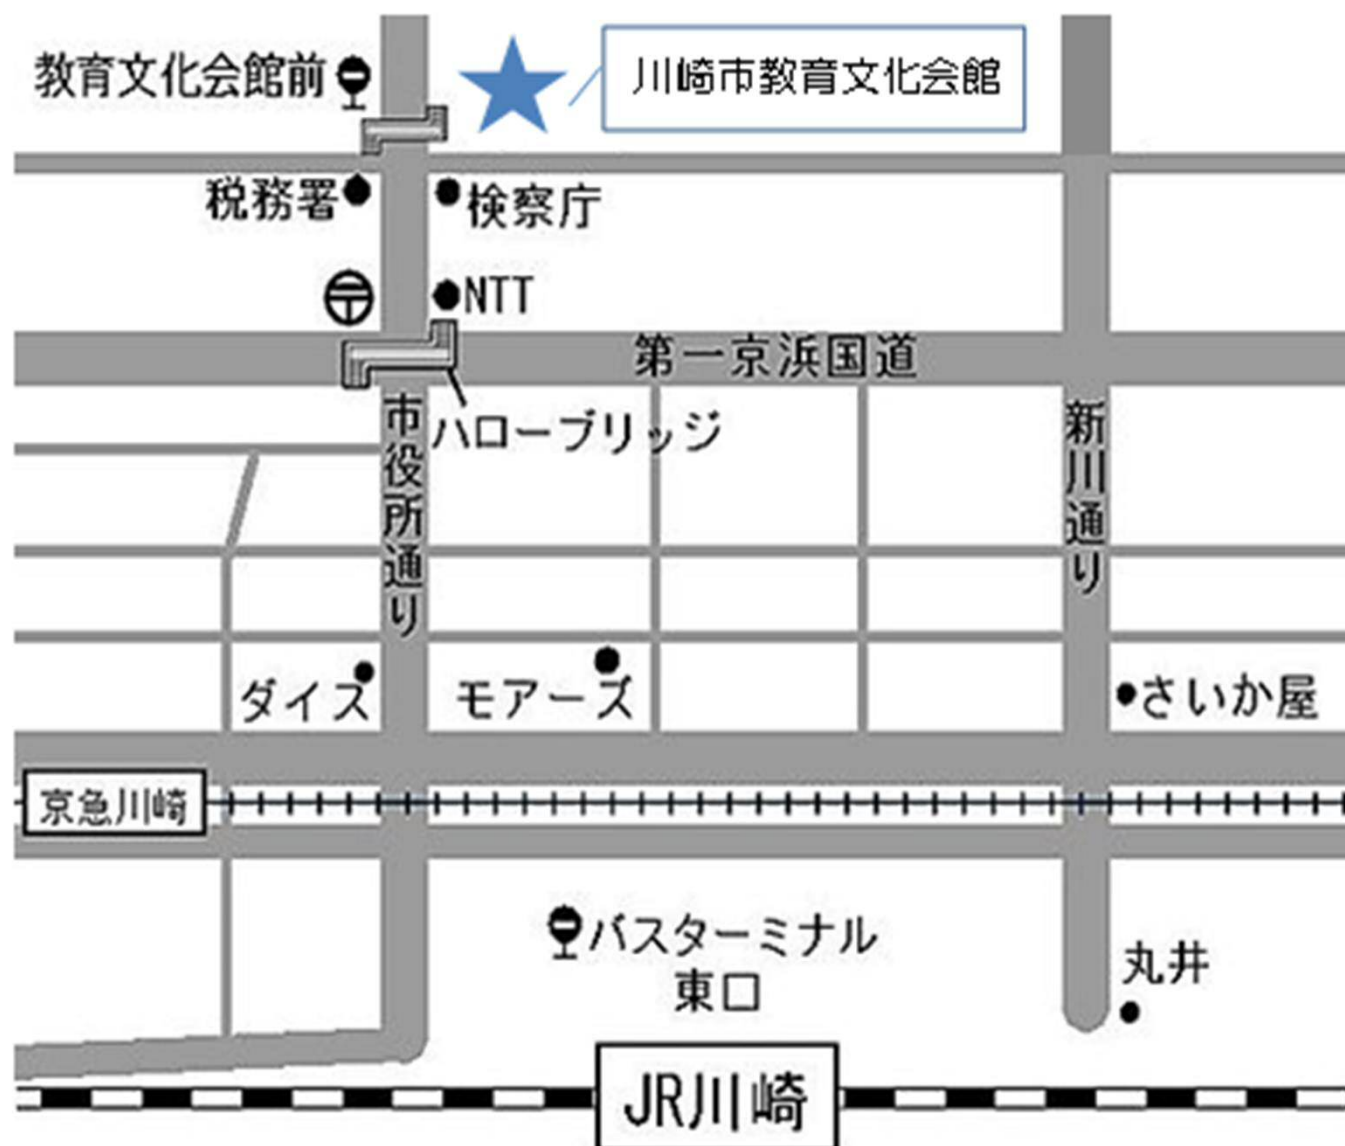 教育文化会館前
川崎市教育文化会館
税務署
検察庁
NTT
第一京浜国道
ハローブリッジ
市役所通り
新川通り
ダイス
モアーズ
さいか屋
京急川崎
バスターミナル
東口
丸井
JR川崎